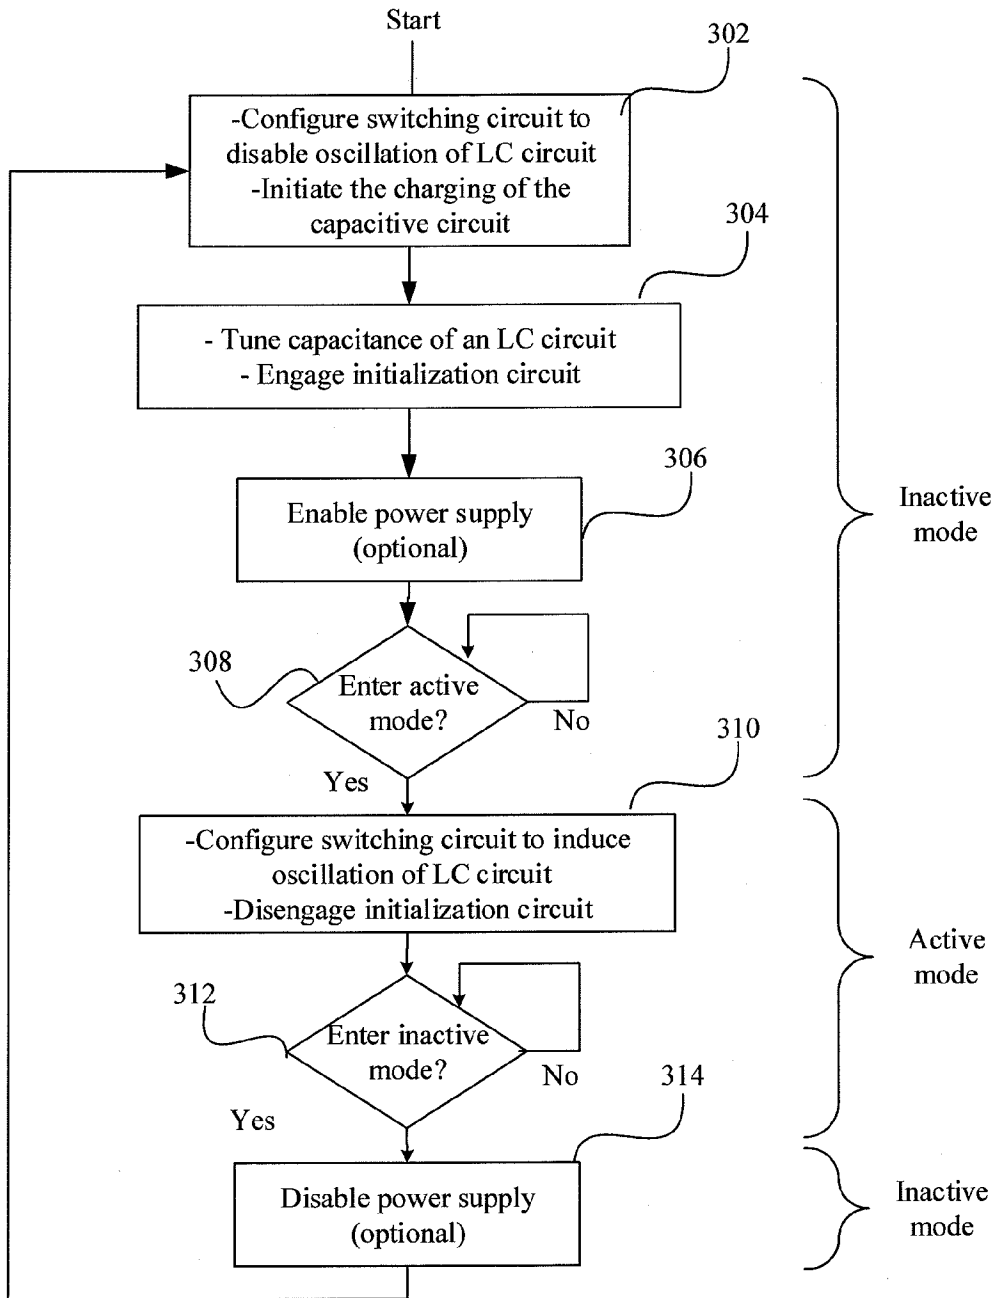 Start
302
-Configure switching circuit to
disable oscillation of LC circuit
-Initiate the charging of the
capacitive circuit
304
- Tune capacitance of an LC circuit
- Engage initialization circuit
306
Enable power supply
(optional)
Inactive
mode
308
Enter active
mode?
No
Yes
310
-Configure switching circuit to induce
oscillation of LC circuit
-Disengage initialization circuit
Active
mode
312
Enter inactive
mode?
No
Yes
314
Disable power supply
(optional)
Inactive
mode